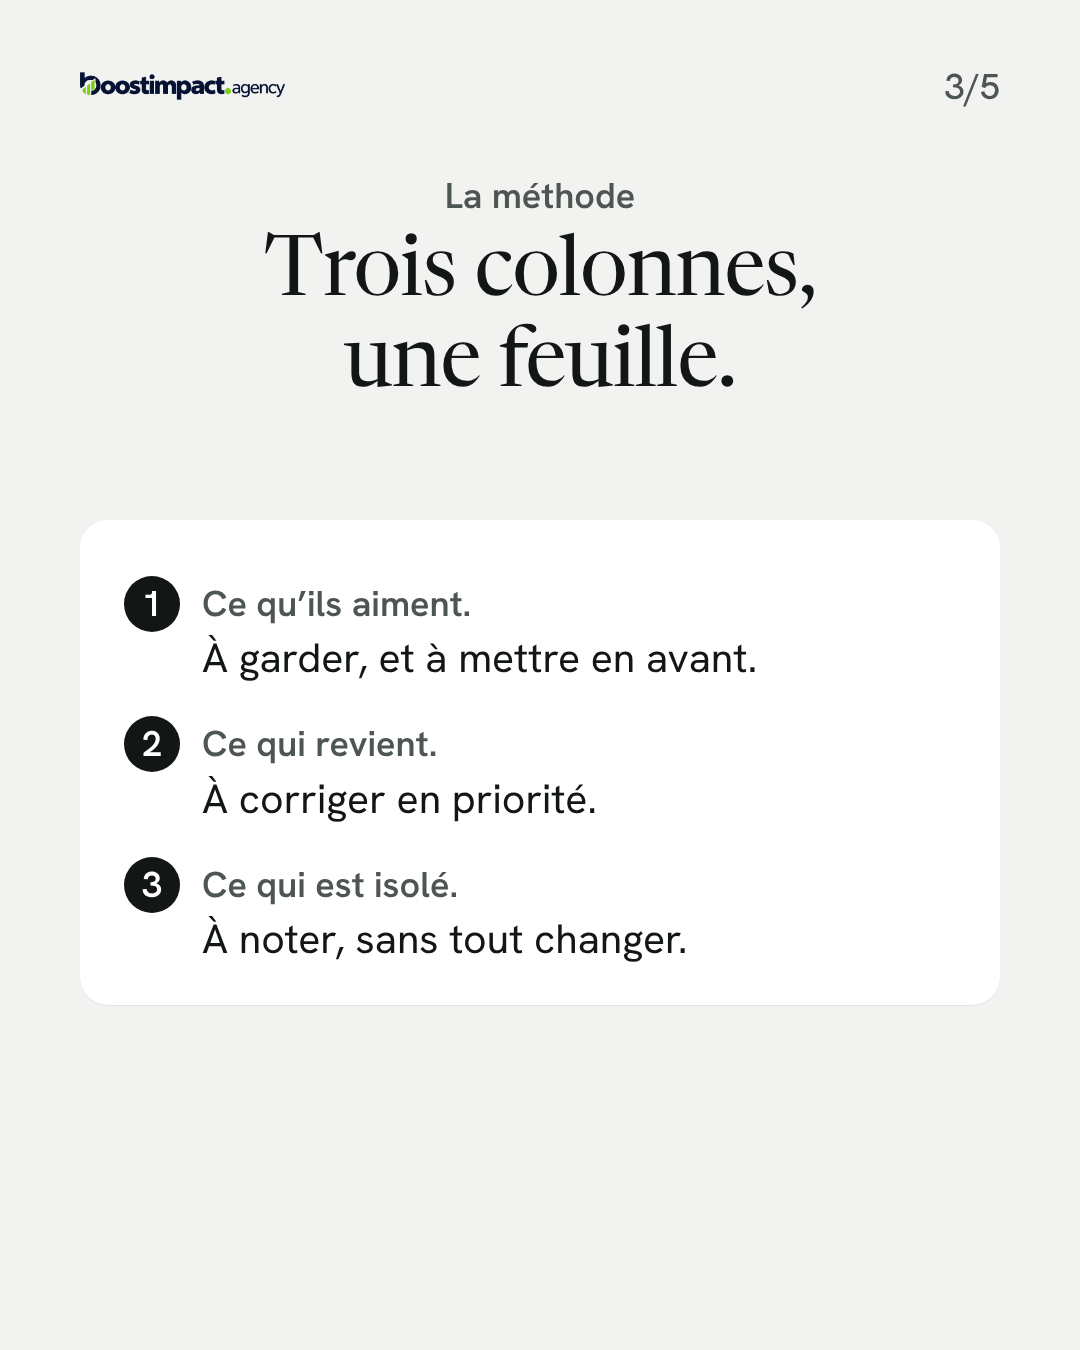 boostimpact.agency
3/5
La méthode
Trois colonnes,
une feuille.
1 Ce qu’ils aiment.
À garder, et à mettre en avant.
2 Ce qui revient.
À corriger en priorité.
3 Ce qui est isolé.
À noter, sans tout changer.